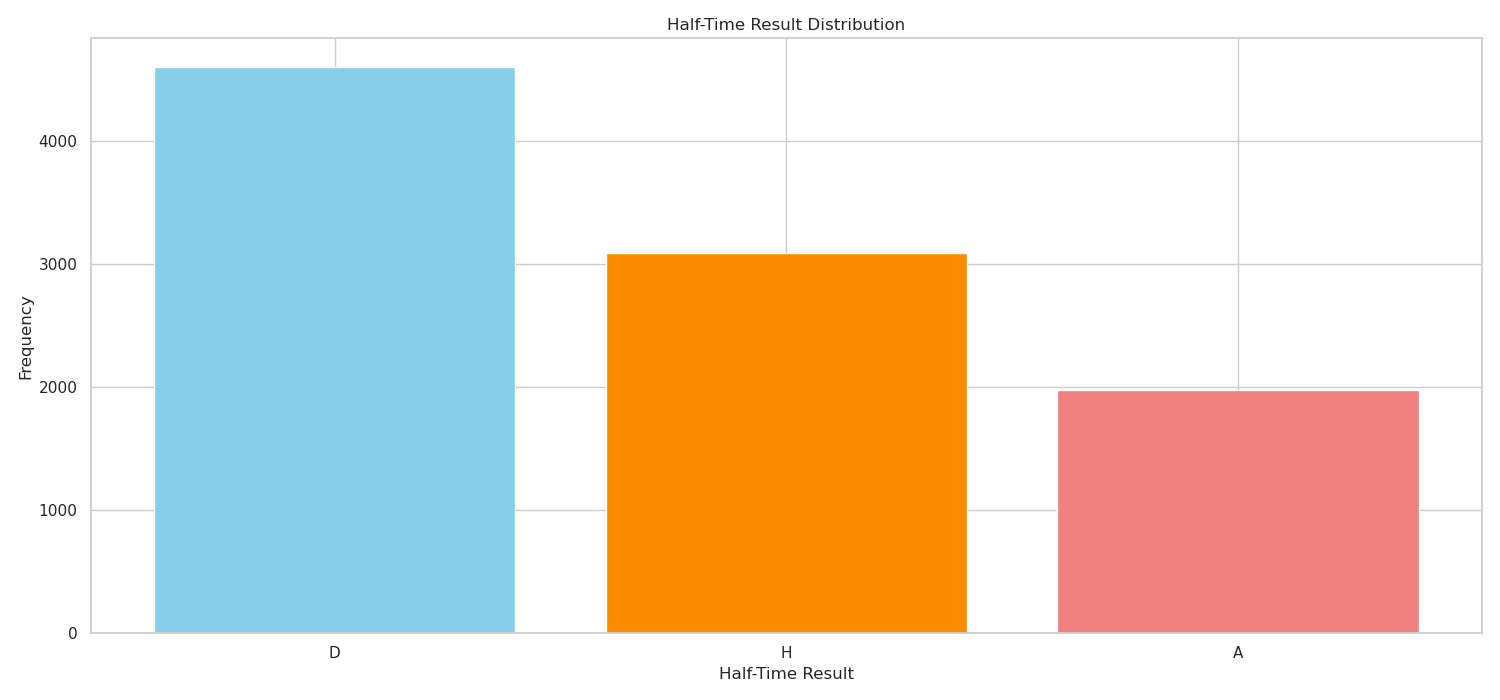 Half-Time Result Distribution
Frequency
4000
3000
2000
1000
0
D H A
Half-Time Result